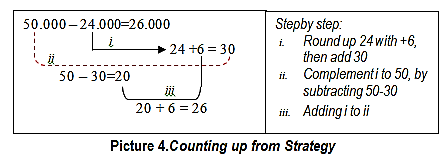 50.000 – 24.000=26.000
i
24 +6 = 30
ii
50 – 30=20
iii
20 + 6 = 26
Stepby step:
i. Round up 24 with +6,
then add 30
ii. Complement i to 50, by
subtracting 50-30
iii. Adding i to ii
Picture 4.Counting up from Strategy